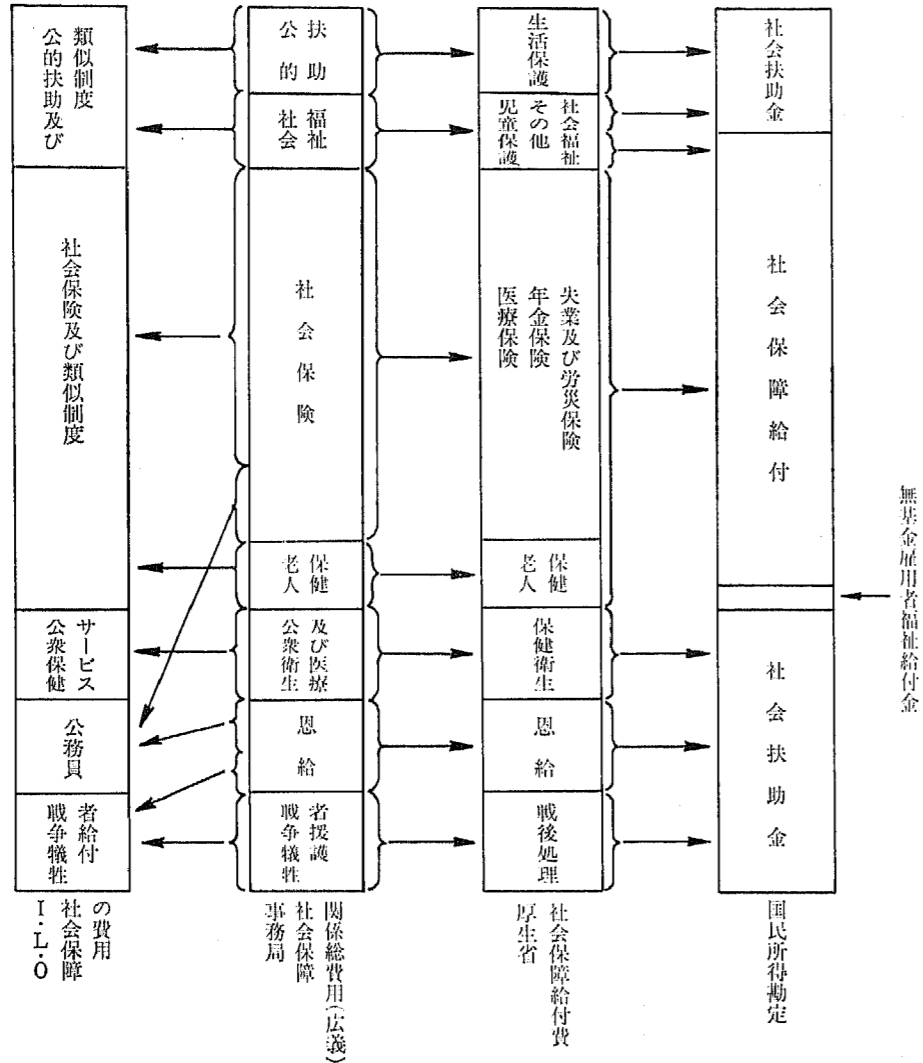 公的扶助及び
類似制度
社会保険及び類似制度
公衆保健
サービス
公務員
戦争犠牲
者給付
I・L・O
社会保障
の費用
公的
扶助
社会
福祉
社会保険
老人
保健
公衆衛生
及び医療
恩給
戦争犠牲
者援護
事務局
社会保障
関係総費用(広義)
生活保護
児童保護
その他
社会福祉
医療保険
年金保険
失業及び労災保険
老人
保健
保健衛生
恩給
戦後処理
厚生省
社会保障給付費
社会扶助金
社会保障給付
社会扶助金
国民所得勘定
無基金雇用者福祉給付金